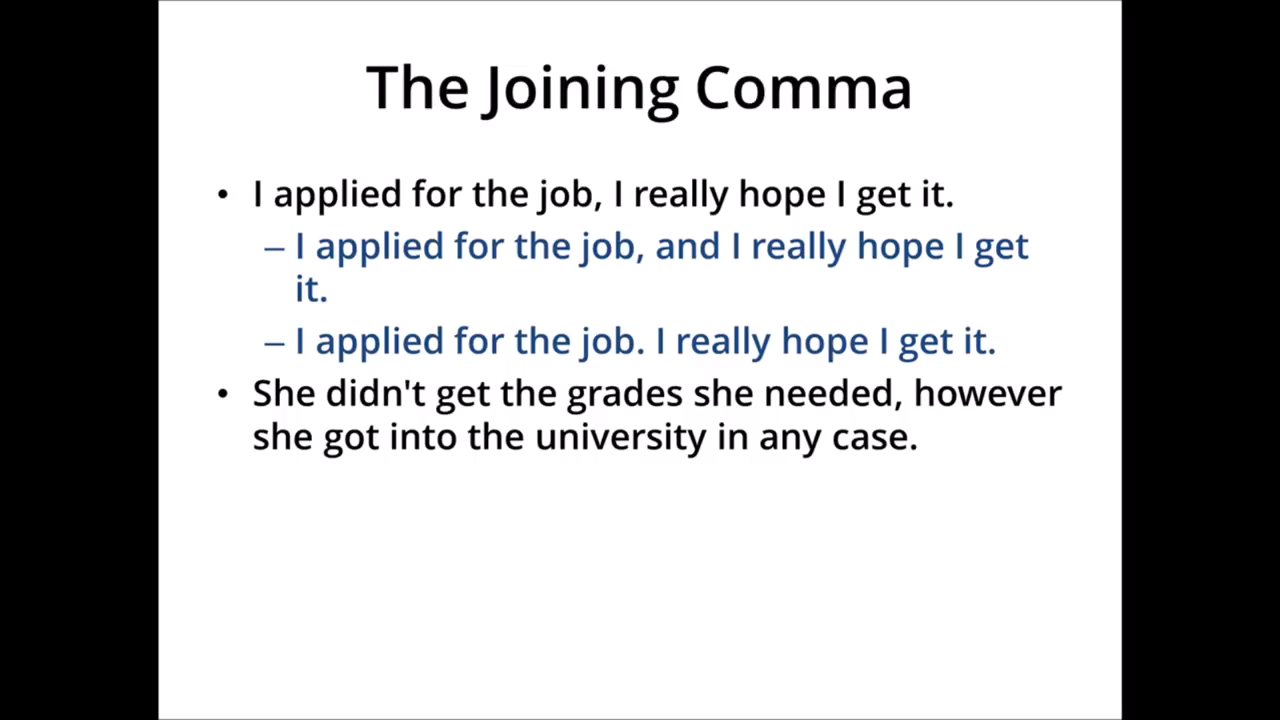 The Joining Comma
• I applied for the job, I really hope I get it.
– I applied for the job, and I really hope I get
it.
– I applied for the job. I really hope I get it.
• She didn't get the grades she needed, however
she got into the university in any case.